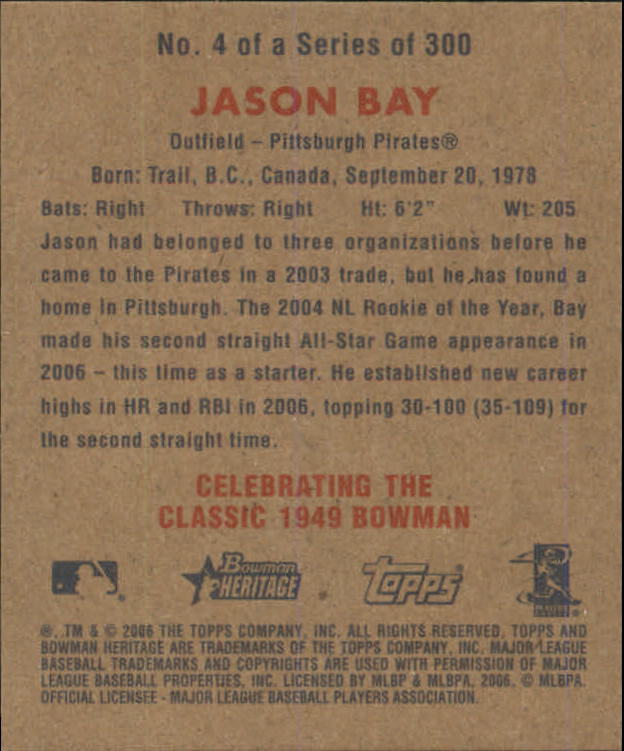 No. 4 of a Series of 300
JASON BAY
Outfield – Pittsburgh Pirates®
Born: Trail, B.C., Canada, September 20, 1978
Bats: Right Throws: Right Ht: 6'2" Wt: 205
Jason had belonged to three organizations before he
came to the Pirates in a 2003 trade, but he has found a
home in Pittsburgh. The 2004 NL Rookie of the Year, Bay
made his second straight All-Star Game appearance in
2006 – this time as a starter. He established new career
highs in HR and RBI in 2006, topping 30-100 (35-109) for
the second straight time.
CELEBRATING THE
CLASSIC 1949 BOWMAN
Bowman
HERITAGE
topps
®, TM & © 2006 THE TOPPS COMPANY, INC. ALL RIGHTS RESERVED. TOPPS AND
BOWMAN HERITAGE ARE TRADEMARKS OF THE TOPPS COMPANY, INC. MAJOR LEAGUE
BASEBALL TRADEMARKS AND COPYRIGHTS ARE USED WITH PERMISSION OF MAJOR
LEAGUE BASEBALL PROPERTIES, INC. LICENSED BY MLBP & MLBPA, 2006. © MLBPA.
OFFICIAL LICENSEE - MAJOR LEAGUE BASEBALL PLAYERS ASSOCIATION.